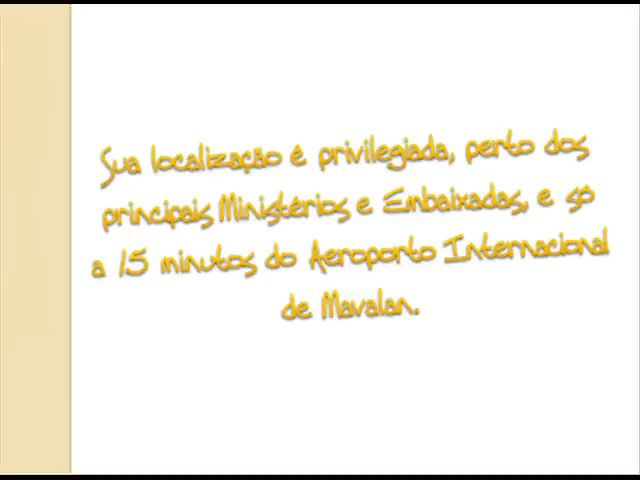 Sua localização é privilegiada, perto dos
principais Ministérios e Embaixadas, e só
a 15 minutos do Aeroporto Internacional
de Mavalan.